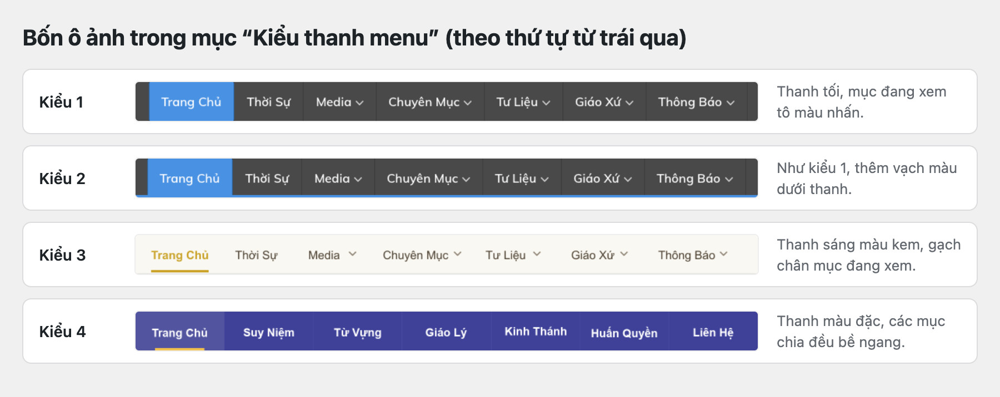 Bốn ô ảnh trong mục “Kiểu thanh menu” (theo thứ tự từ trái qua)
Kiểu 1
Trang Chủ Thời Sự Media Chuyên Mục Tư Liệu Giáo Xứ Thông Báo
Thanh tối, mục đang xem
tô màu nhấn.
Kiểu 2
Trang Chủ Thời Sự Media Chuyên Mục Tư Liệu Giáo Xứ Thông Báo
Như kiểu 1, thêm vạch màu
dưới thanh.
Kiểu 3
Trang Chủ Thời Sự Media Chuyên Mục Tư Liệu Giáo Xứ Thông Báo
Thanh sáng màu kem, gạch
chân mục đang xem.
Kiểu 4
Trang Chủ Suy Niệm Từ Vựng Giáo Lý Kinh Thánh Huấn Quyền Liên Hệ
Thanh màu đặc, các mục
chia đều bề ngang.